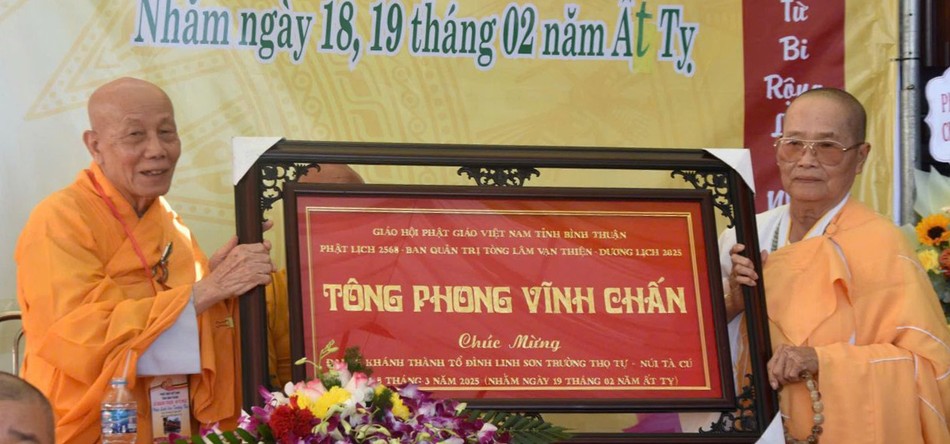 Nhằm ngày 18, 19 tháng 02 năm Ất Tỵ
Từ
Bi
Rộng
GIÁO HỘI PHẬT GIÁO VIỆT NAM TỈNH BÌNH THUẬN
PHẬT LỊCH 2568 - BAN QUẢN TRỊ TÒNG LÂM VẠN THIỆN - DƯƠNG LỊCH 2025
TÔNG PHONG VĨNH CHẤN
Chúc Mừng
KHÁNH THÀNH TỔ ĐÌNH LINH SƠN TRƯỜNG THỌ TỰ - NÚI TÀ CÚ
THÁNG 3 NĂM 2025 (NHẰM NGÀY 19 THÁNG 02 NĂM ẤT TỴ)